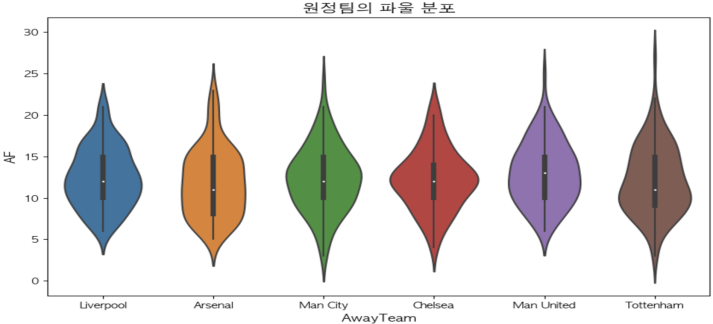 원정팀의 파울 분포
30
25
20
15
10
5
0
AF
Liverpool Arsenal Man City Chelsea Man United Tottenham
AwayTeam